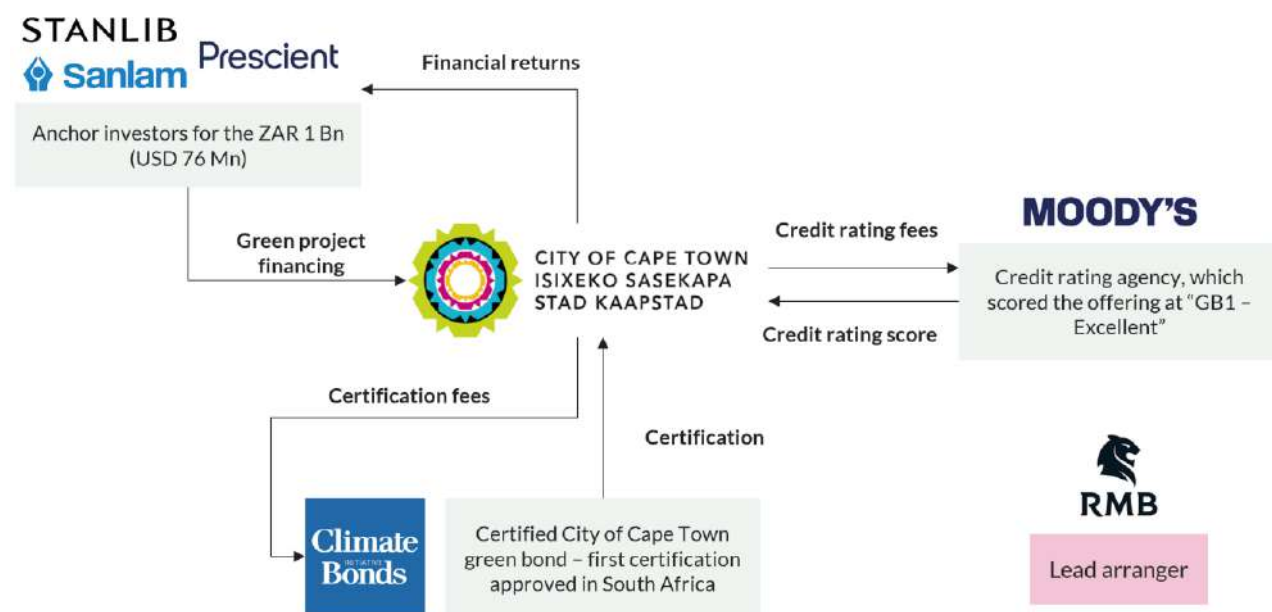 STANLIB
Sanlam
Prescient
Anchor investors for the ZAR 1 Bn
(USD 76 Mn)
Financial returns
Green project
financing
CITY OF CAPE TOWN
ISIXEKO SASEKAPA
STAD KAAPSTAD
Credit rating fees
Credit rating score
MOODY'S
Credit rating agency, which
scored the offering at “GB1 –
Excellent”
Certification fees
Certification
Climate
INITIATIVE
Bonds
Certified City of Cape Town
green bond – first certification
approved in South Africa
RMB
Lead arranger